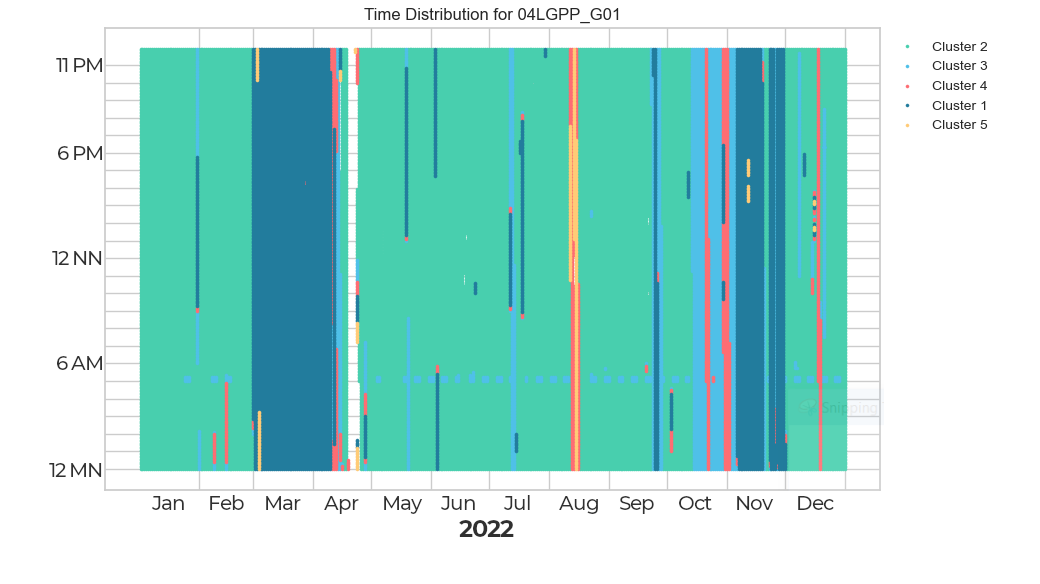 Time Distribution for 04LGPP_G01
Cluster 2
Cluster 3
Cluster 4
Cluster 1
Cluster 5
11 PM
6 PM
12 NN
6 AM
12 MN
Snipping
Jan Feb Mar Apr May Jun Jul Aug Sep Oct Nov Dec
2022